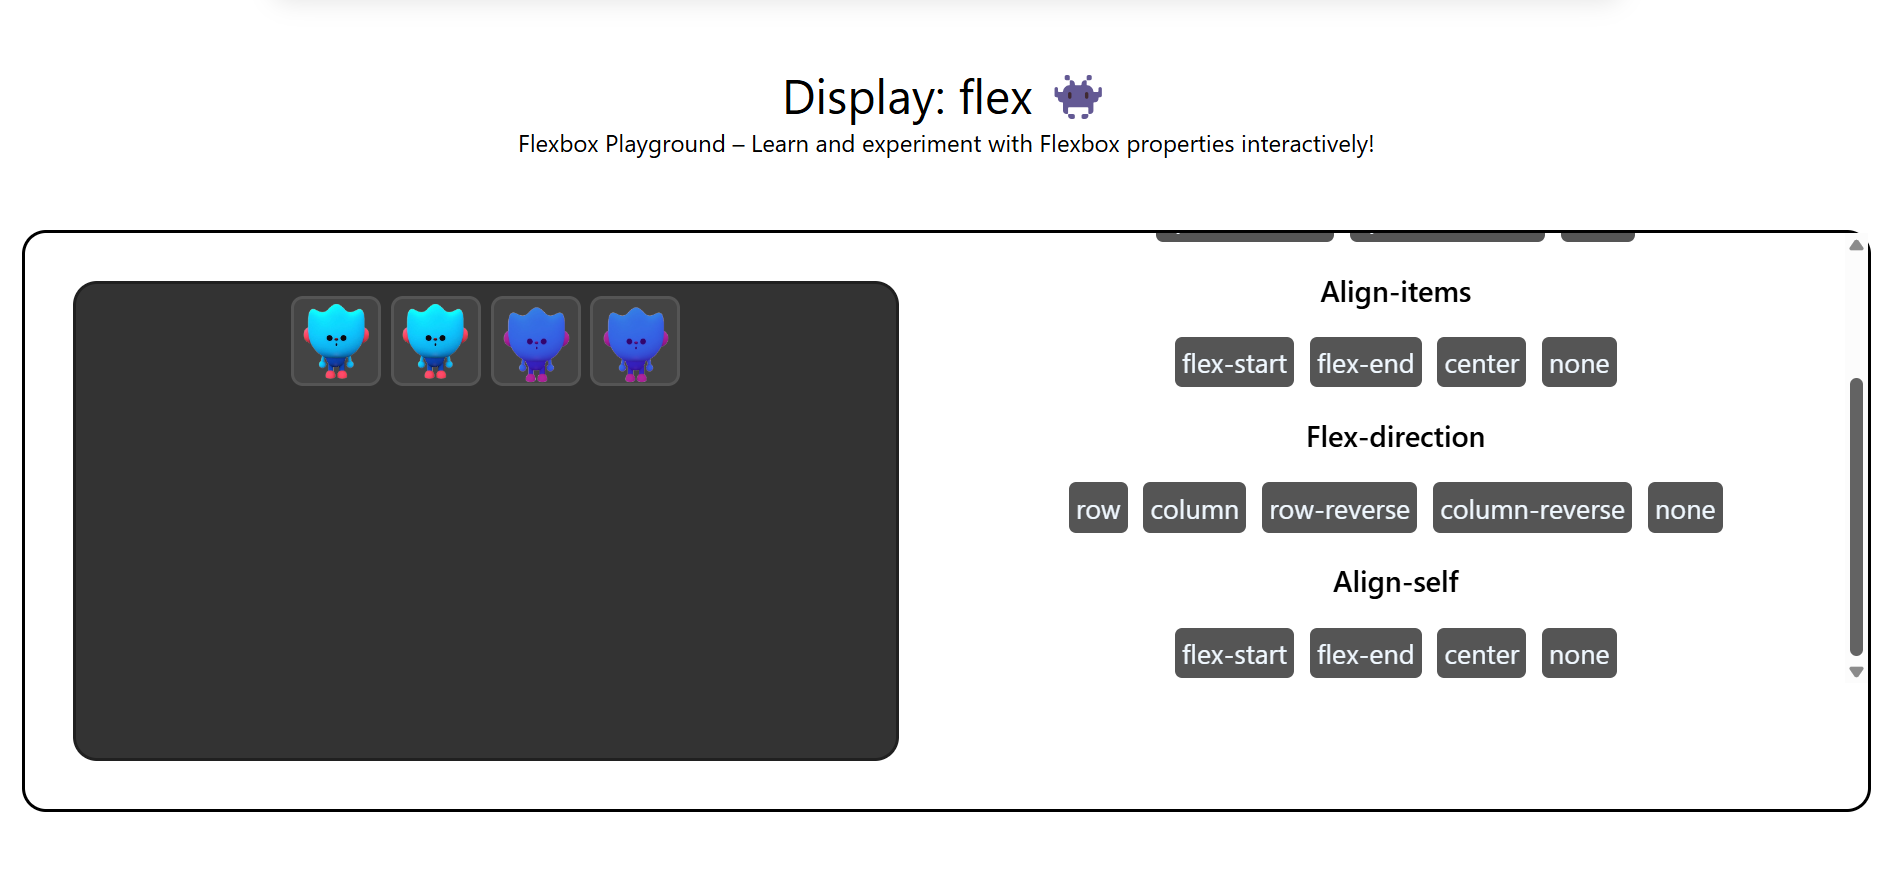 Display: flex
Flexbox Playground – Learn and experiment with Flexbox properties interactively!
Align-items
flex-start flex-end center none
Flex-direction
row column row-reverse column-reverse none
Align-self
flex-start flex-end center none